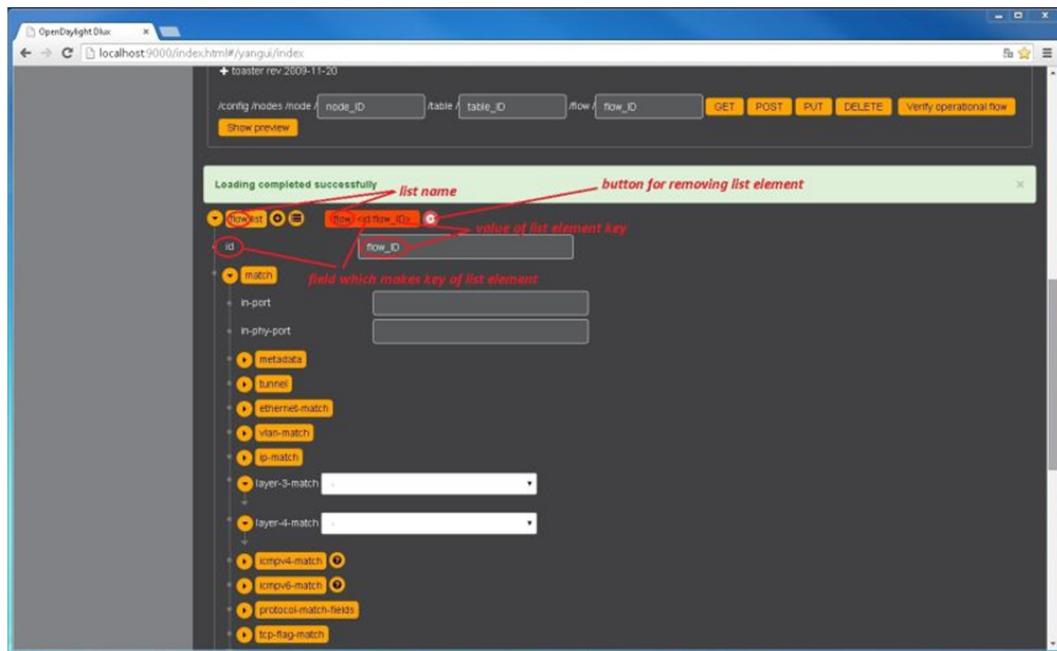 OpenDaylight Dlux
localhost:9000/index.html#/yangui/index
toaster rev.2009-11-20
/config /nodes /node / node_ID /table / table_ID /flow / flow_ID GET POST PUT DELETE Verify operational flow
Show preview
Loading completed successfully
list name
button for removing list element
flow list flow <id:flow_ID>
value of list element key
id flow_ID
field which makes key of list element
match
in-port
in-phy-port
metadata
tunnel
ethernet-match
vlan-match
ip-match
layer-3-match
layer-4-match
icmpv4-match
icmpv6-match
protocol-match-fields
tcp-flag-match